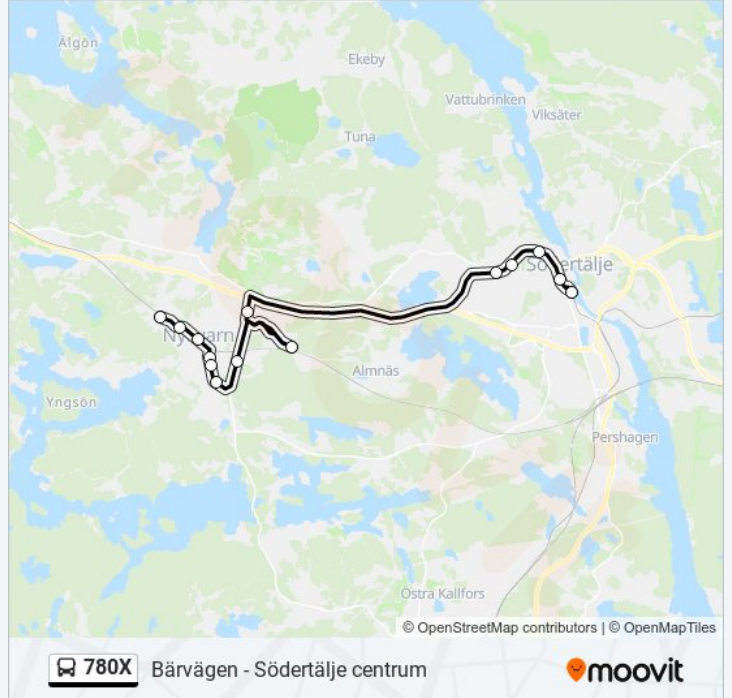 Älgön
Ekeby
Vattubrinken
Viksäter
Tuna
Södertälje
Nykvarn
Almnäs
Yngsön
Pershagen
Östra Kallfors
© OpenStreetMap contributors | © OpenMapTiles
780X Bärvägen - Södertälje centrum
moovit